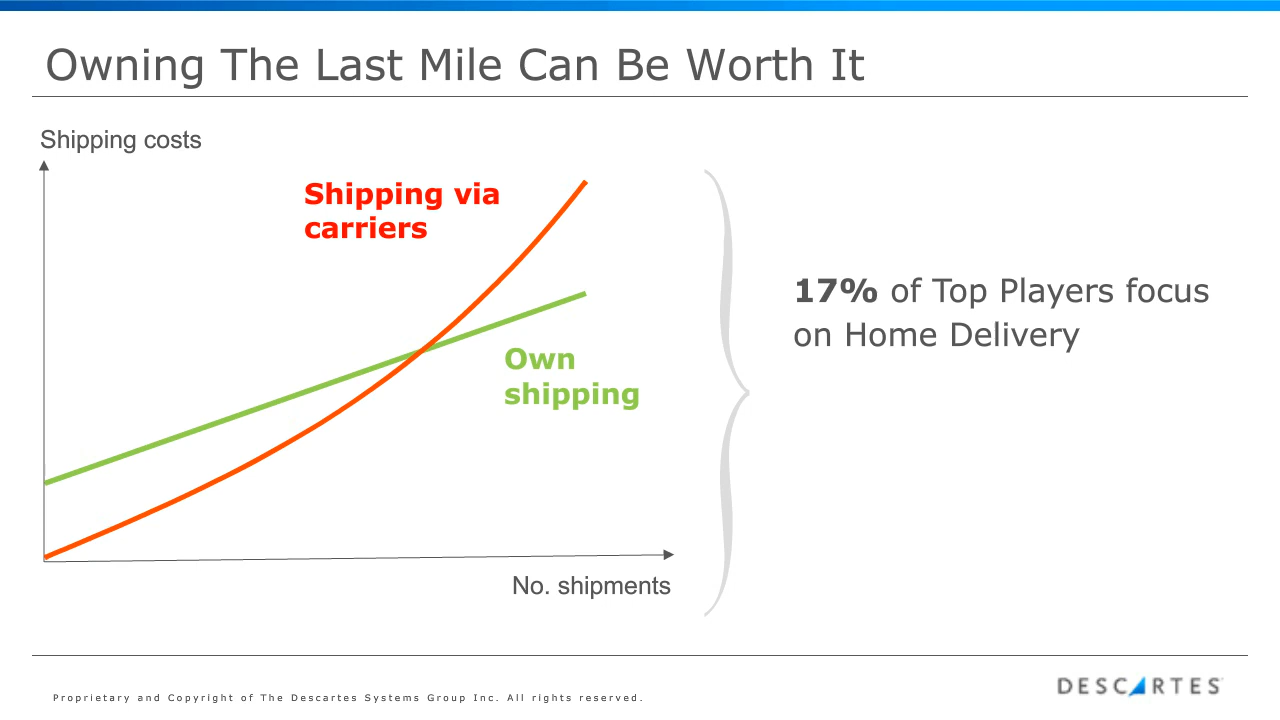 Owning The Last Mile Can Be Worth It
Shipping costs
Shipping via
carriers
Own
shipping
No. shipments
17% of Top Players focus
on Home Delivery
Proprietary and Copyright of The Descartes Systems Group Inc. All rights reserved.
DESCARTES